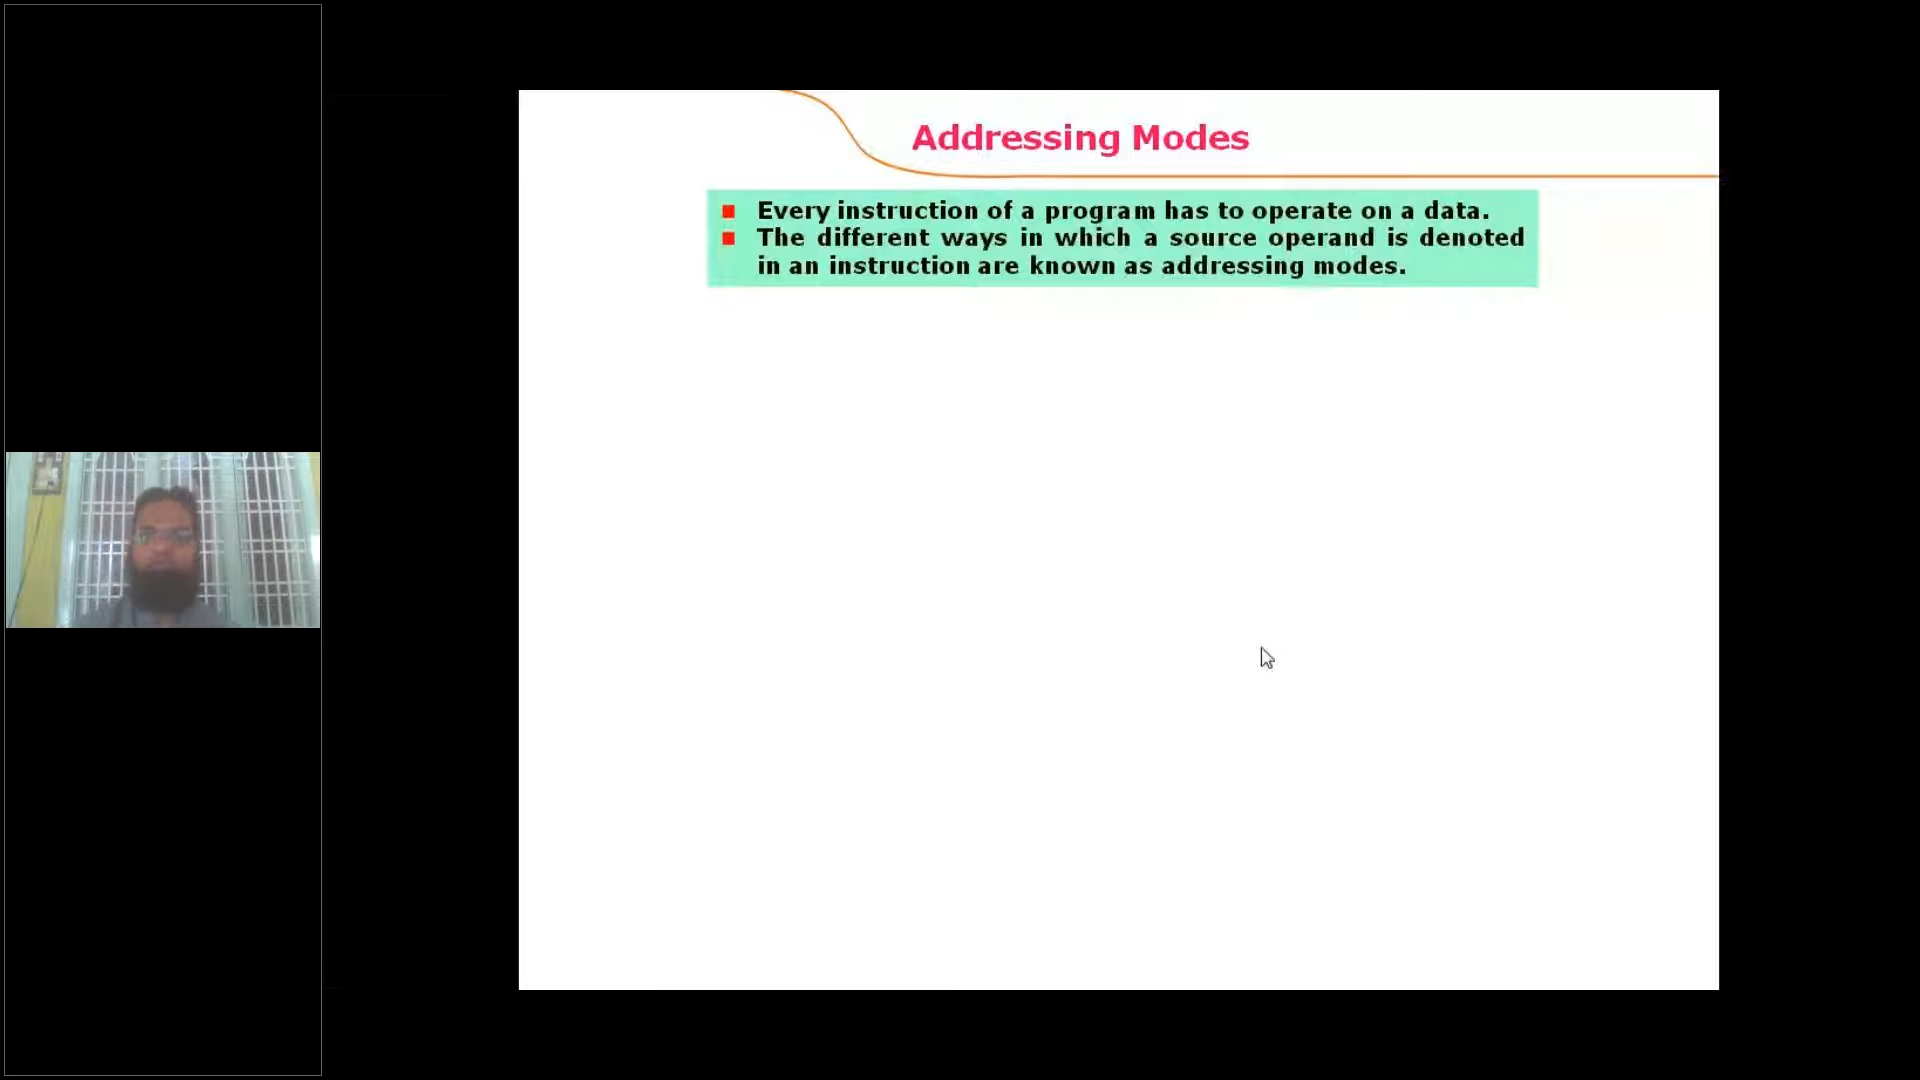 Addressing Modes
Every instruction of a program has to operate on a data.
The different ways in which a source operand is denoted
in an instruction are known as addressing modes.